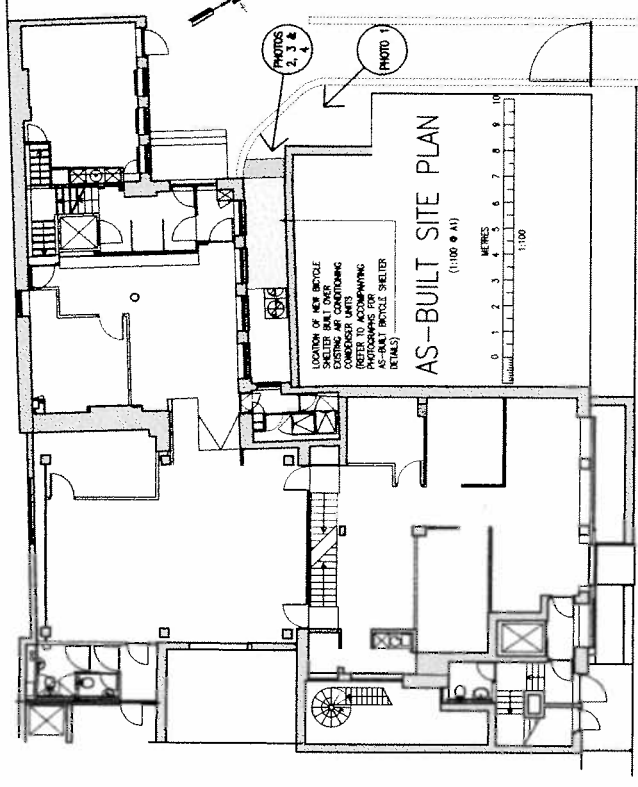 PHOTOS
2, 3 &
4
PHOTO 1
LOCATION OF NEW BICYCLE
SHELTER BUILT OVER
EXISTING AIR CONDITIONING
CONDENSER UNITS
(REFER TO ACCOMPANYING
PHOTOGRAPHS FOR
AS-BUILT BICYCLE SHELTER
DETAILS)
AS-BUILT SITE PLAN
(1:100 @ A1)
METRES
0 1 2 3 4 5 6 7 8 9 10
1:100